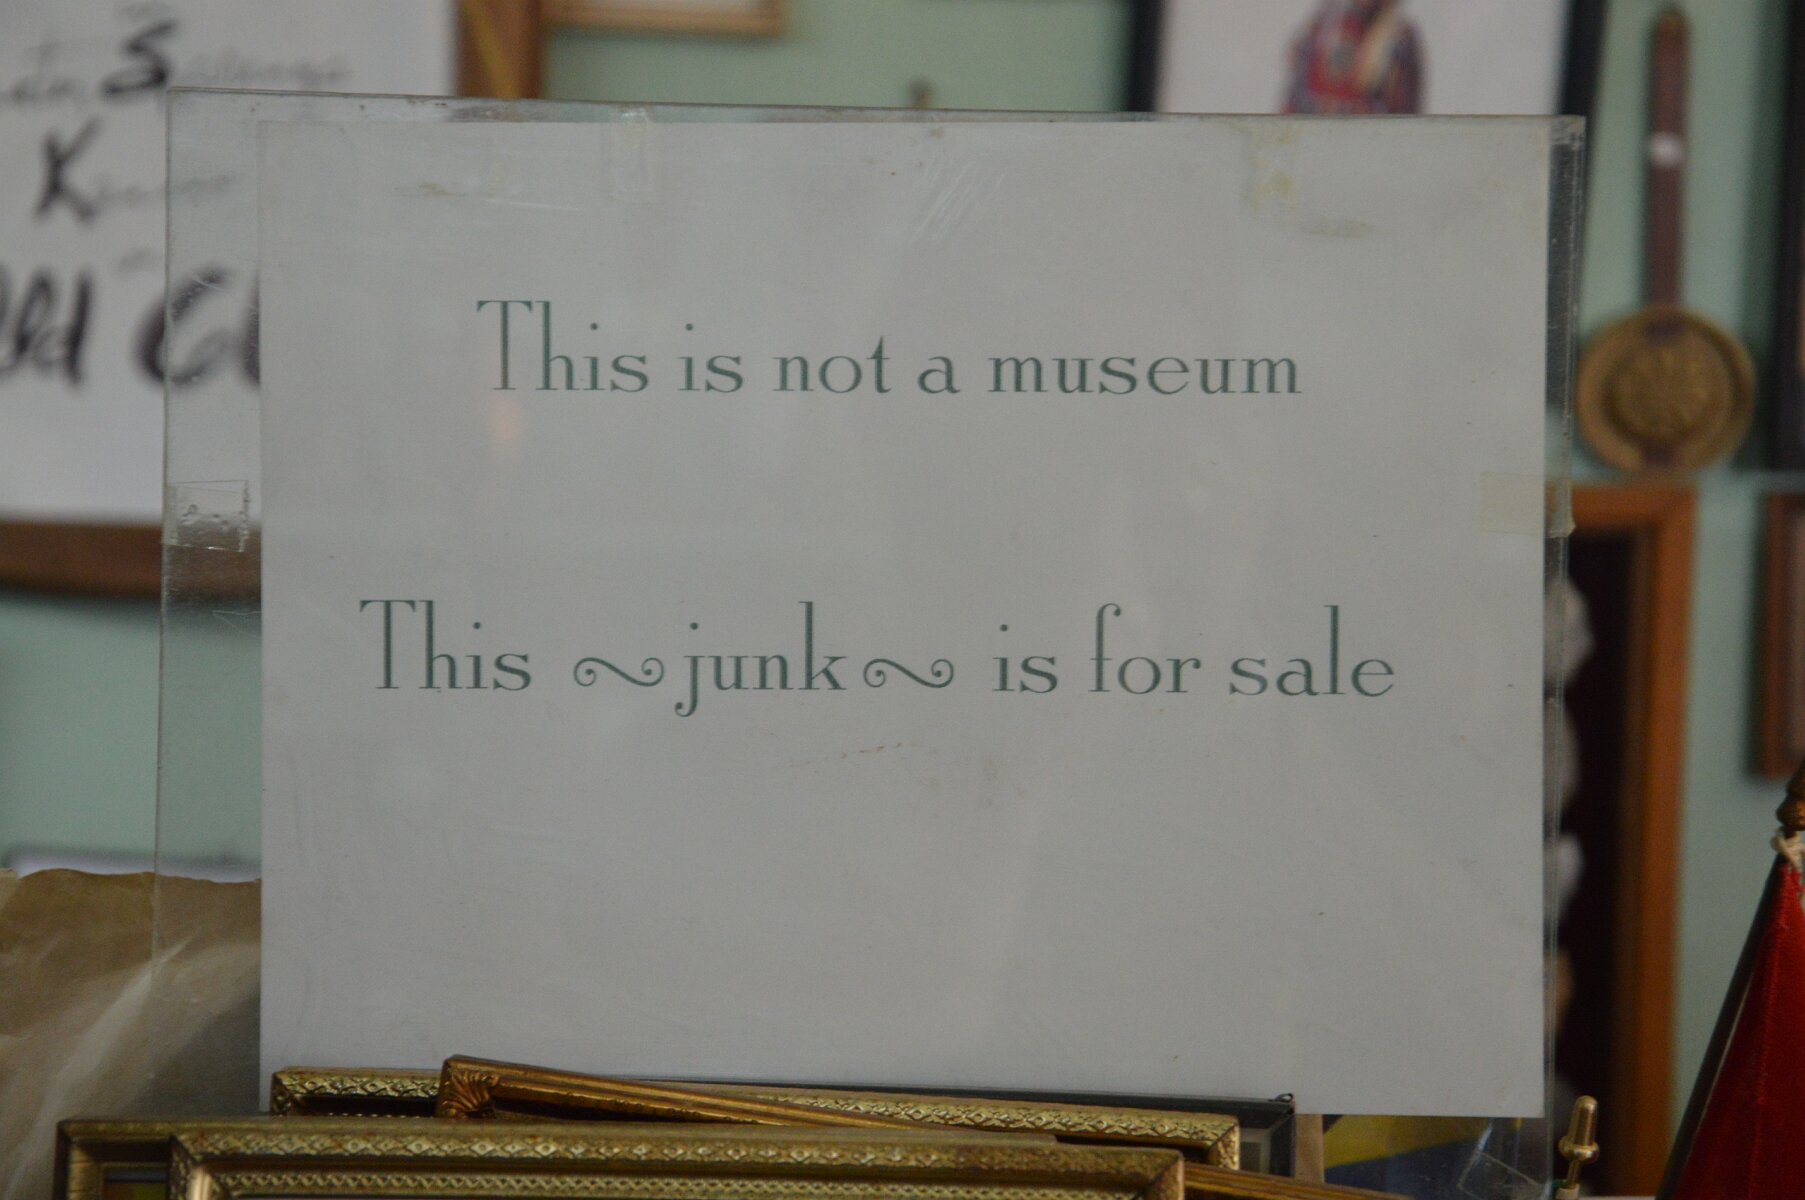 This is not a museum
This ~junk~ is for sale